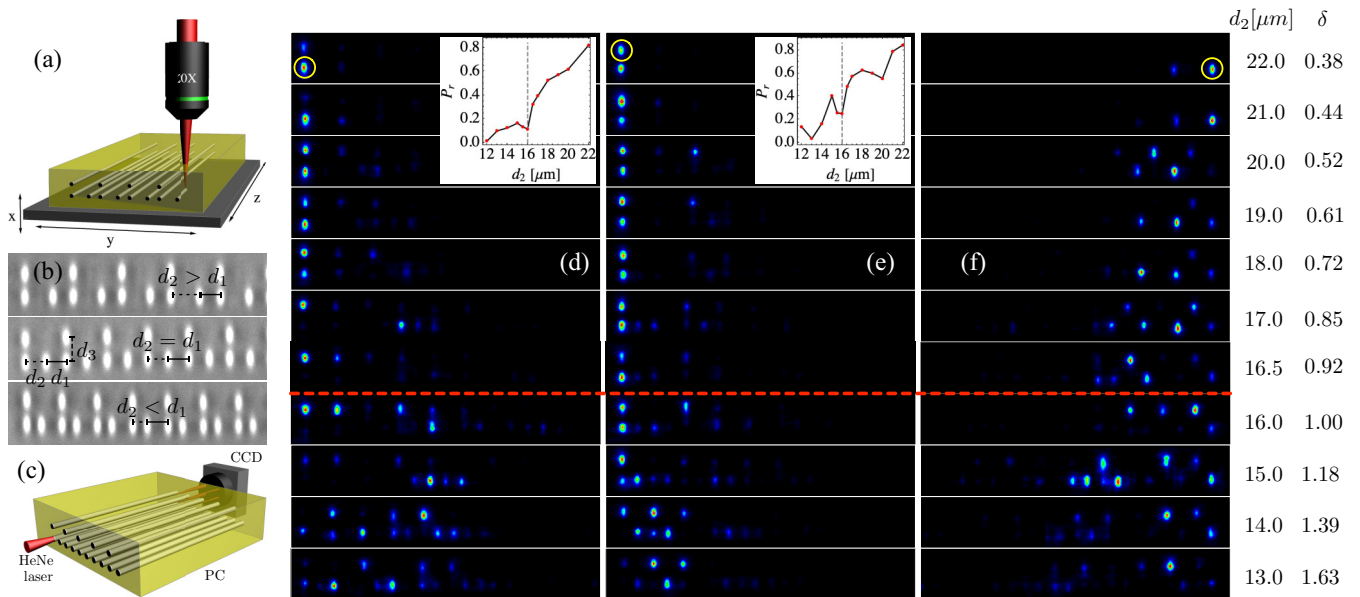 (a)
:0X
x
y
z
(b)
d₂ > d₁
d₂ = d₁
d₃
d₂ d₁
d₂ < d₁
(c)
CCD
HeNe
laser
PC
(d)
P_r
0.8
0.6
0.4
0.2
0.0
12 14 16 18 20 22
d₂ [μm]
(e)
P_r
0.8
0.6
0.4
0.2
0.0
12 14 16 18 20 22
d₂ [μm]
(f)
d₂[μm] δ
22.0 0.38
21.0 0.44
20.0 0.52
19.0 0.61
18.0 0.72
17.0 0.85
16.5 0.92
16.0 1.00
15.0 1.18
14.0 1.39
13.0 1.63